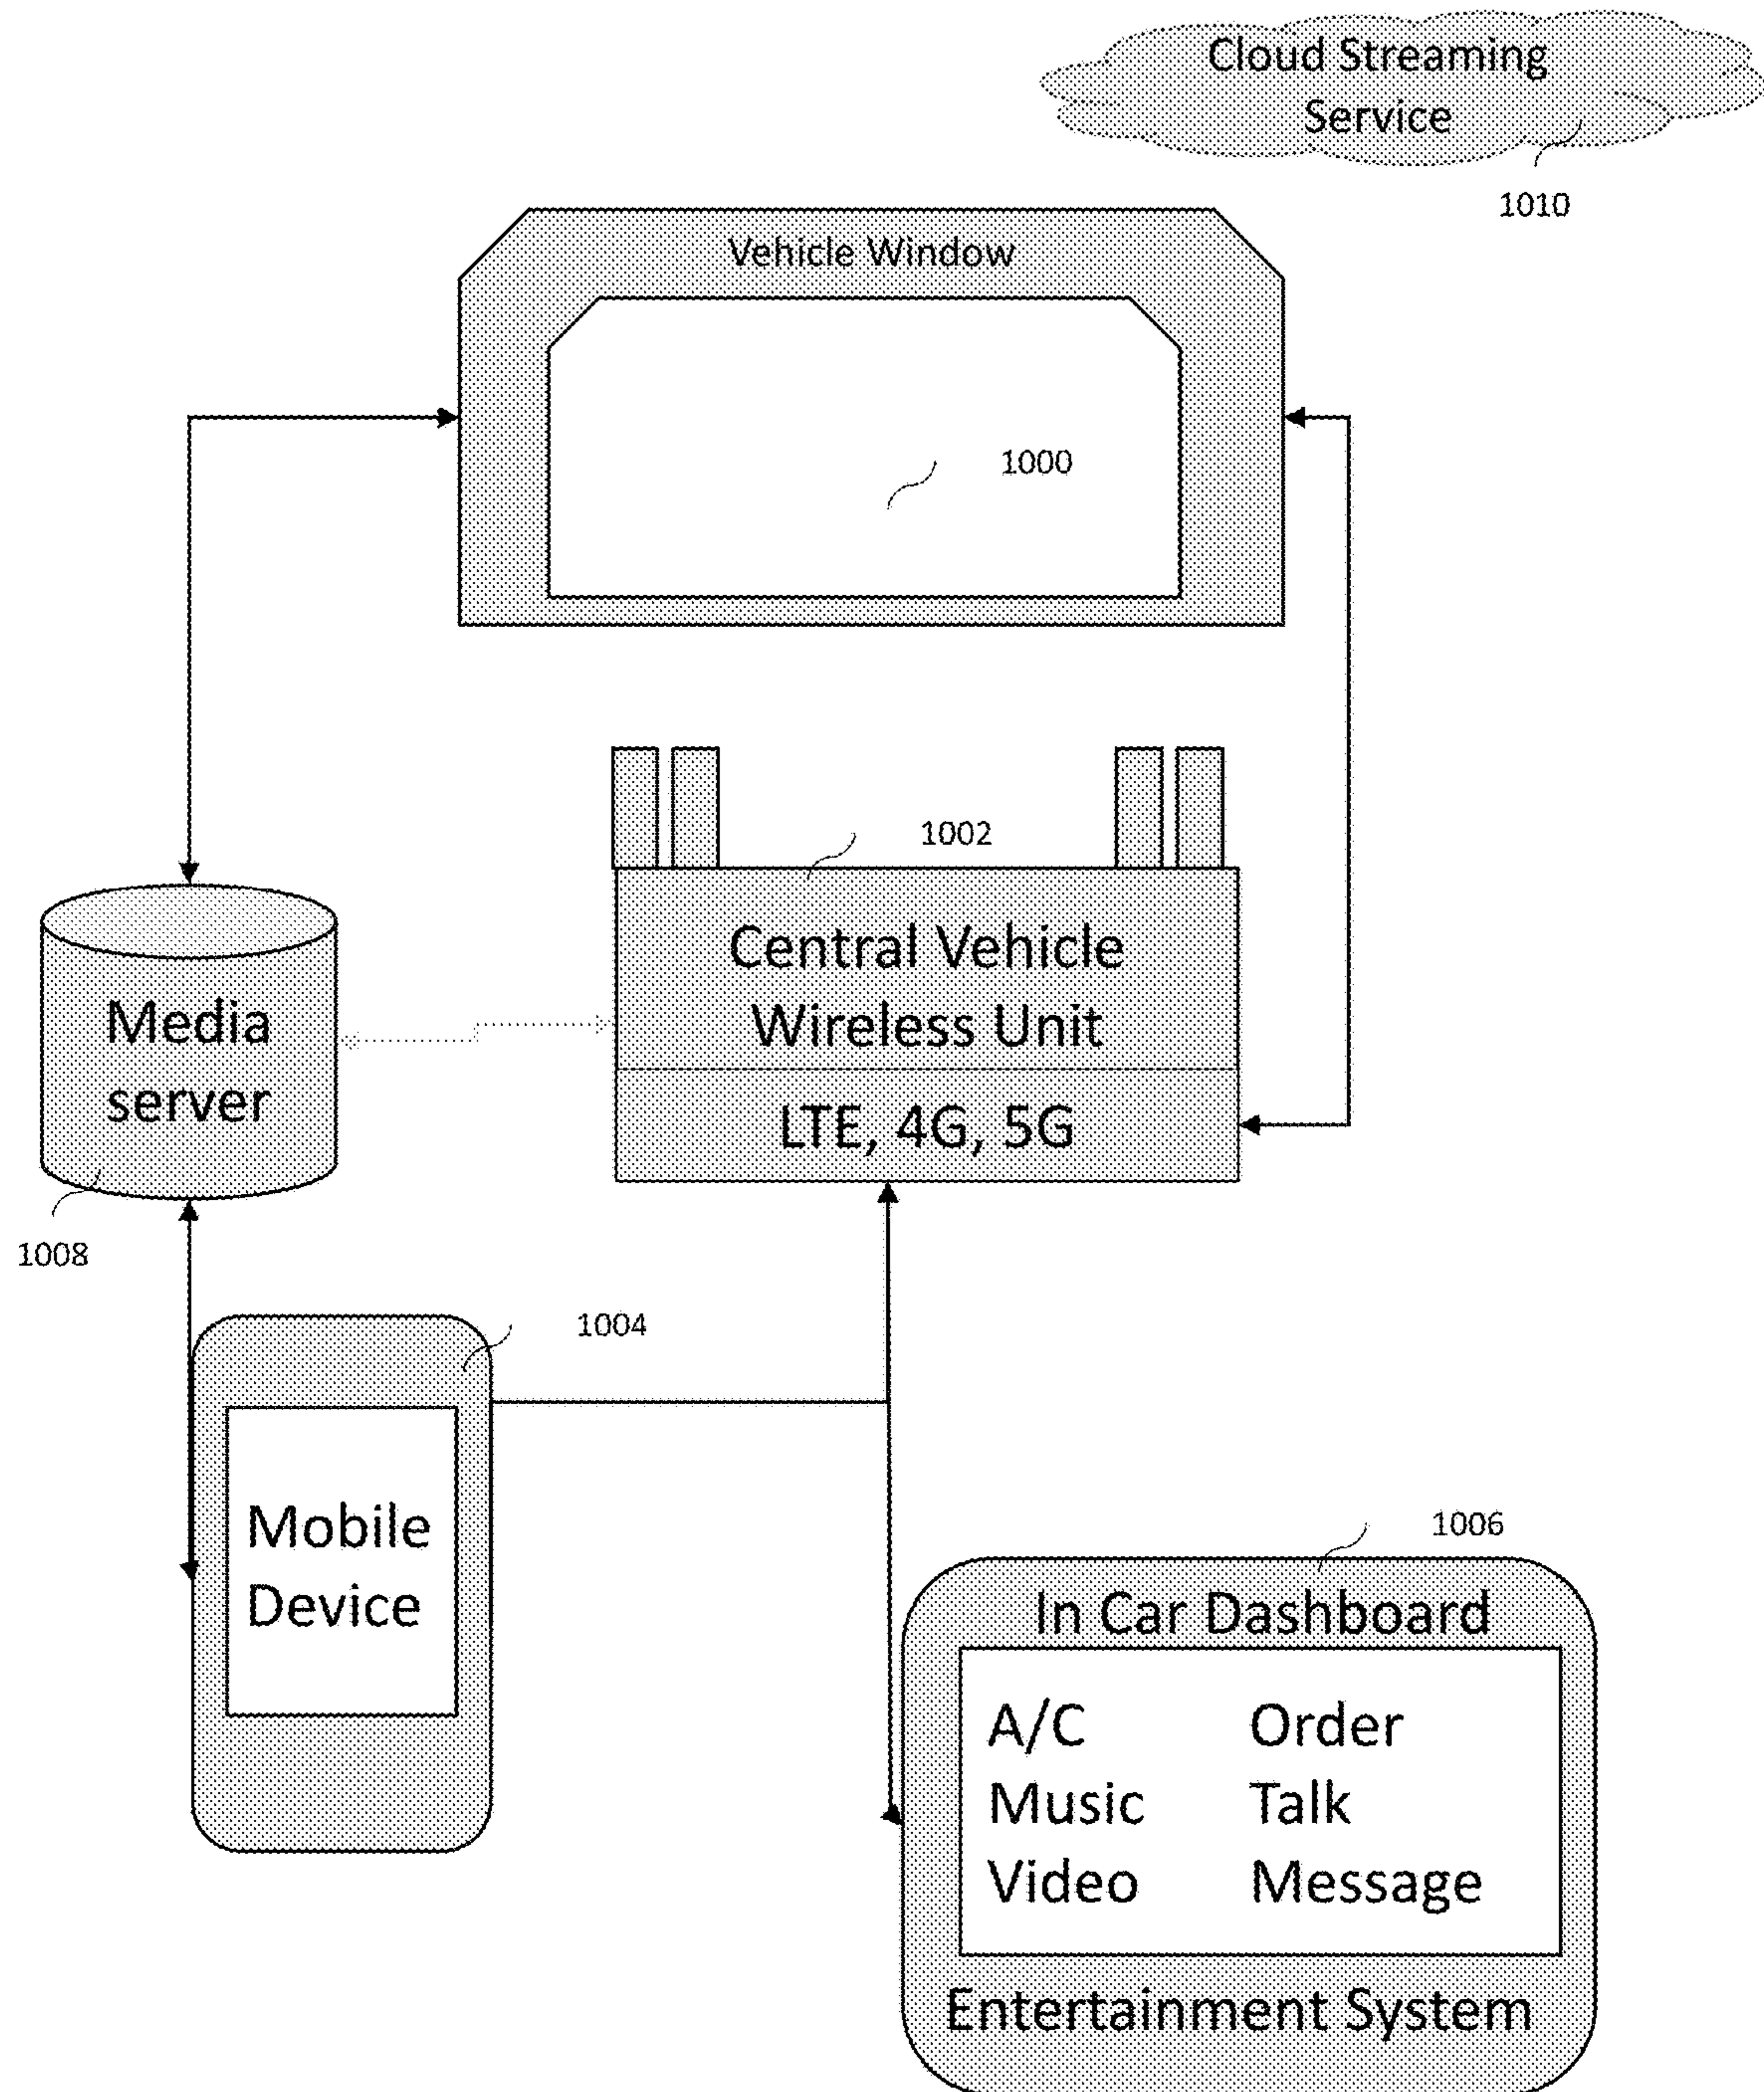 Cloud Streaming
Service
1010
Vehicle Window
1000
1002
Central Vehicle
Wireless Unit
LTE, 4G, 5G
Media
server
1008
1004
Mobile
Device
1006
In Car Dashboard
A/C Order
Music Talk
Video Message
Entertainment System